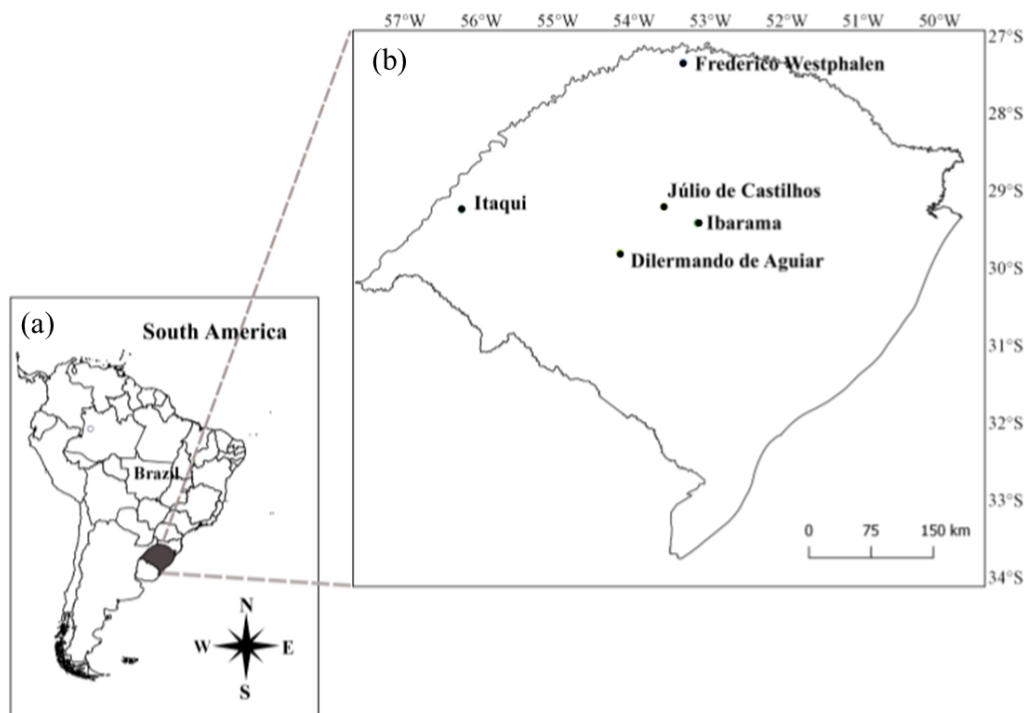 57°W 56°W 55°W 54°W 53°W 52°W 51°W 50°W
27°S
(b)
Frederico Westphalen
28°S
29°S
Júlio de Castilhos
Itaqui
Ibarama
Dilermando de Aguiar
30°S
31°S
32°S
33°S
0 75 150 km
34°S
(a)
South America
Brazil
N
W E
S